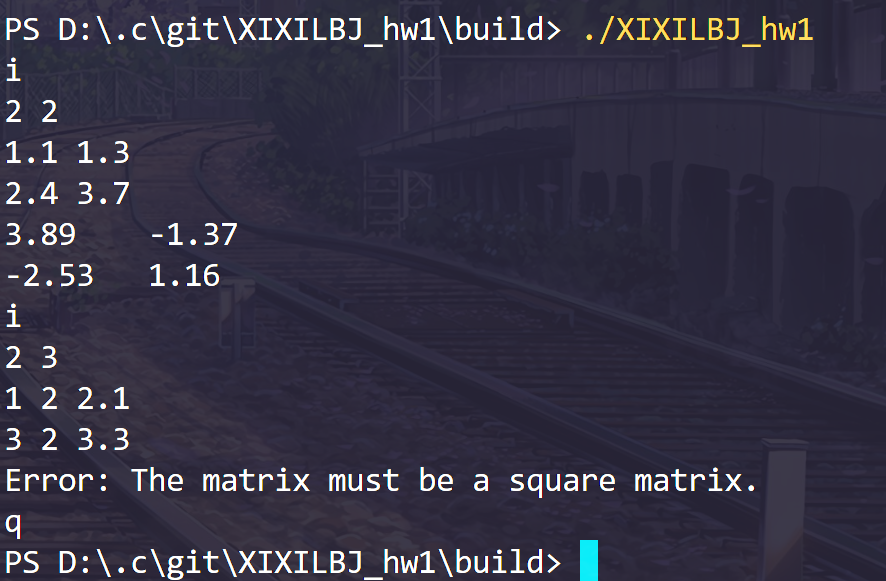 PS D:\.c\git\XIXILBJ_hw1\build> ./XIXILBJ_hw1
i
2 2
1.1 1.3
2.4 3.7
3.89    -1.37
-2.53   1.16
i
2 3
1 2 2.1
3 2 3.3
Error: The matrix must be a square matrix.
q
PS D:\.c\git\XIXILBJ_hw1\build>